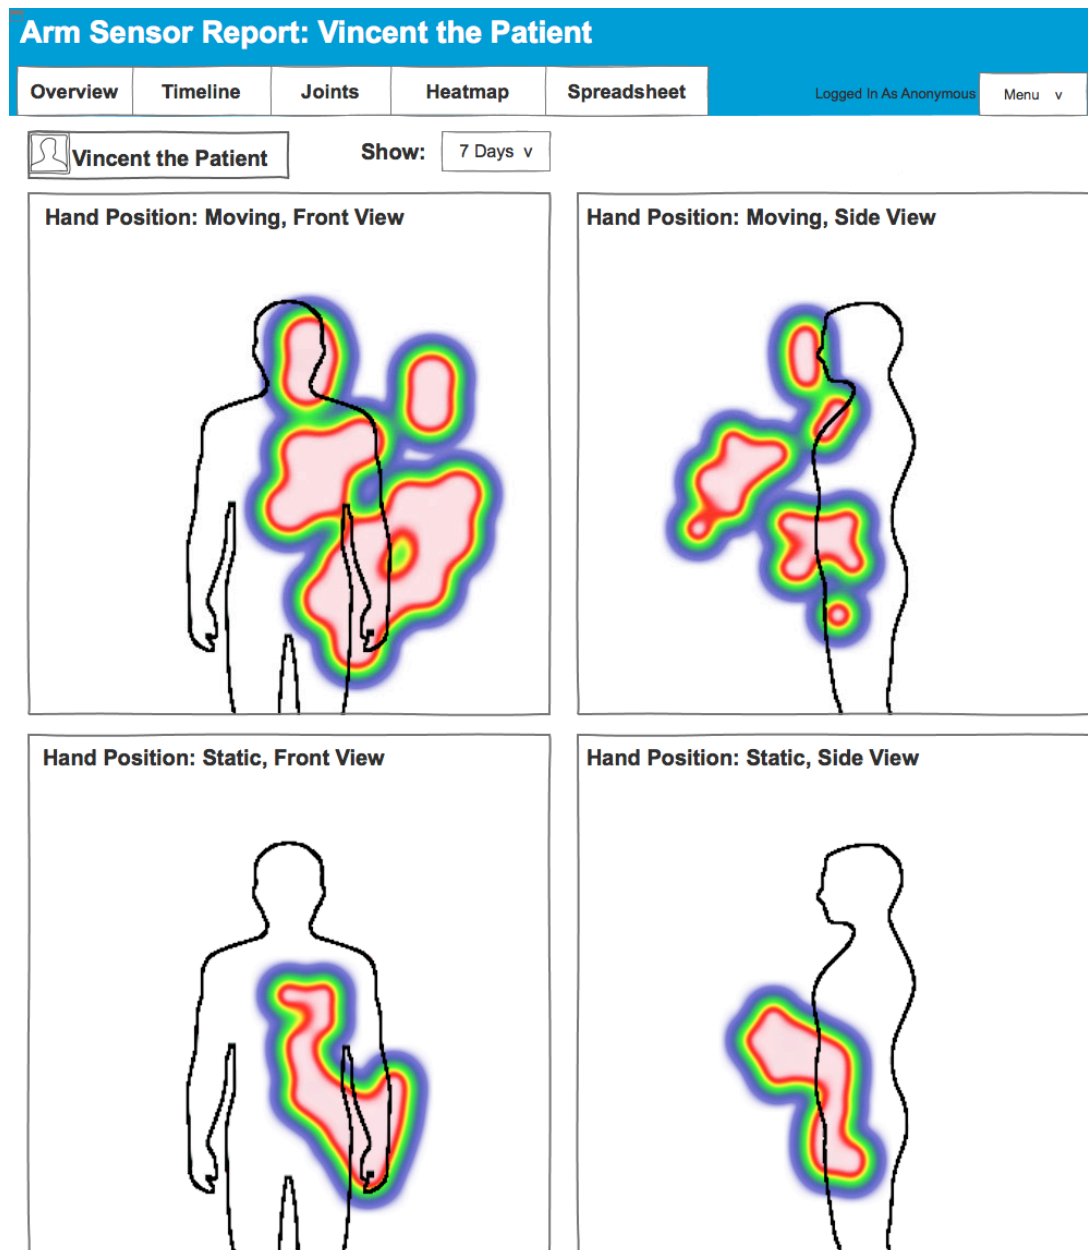 Arm Sensor Report: Vincent the Patient
Overview Timeline Joints Heatmap Spreadsheet Logged In As Anonymous Menu v
Vincent the Patient Show: 7 Days v
Hand Position: Moving, Front View
Hand Position: Moving, Side View
Hand Position: Static, Front View
Hand Position: Static, Side View